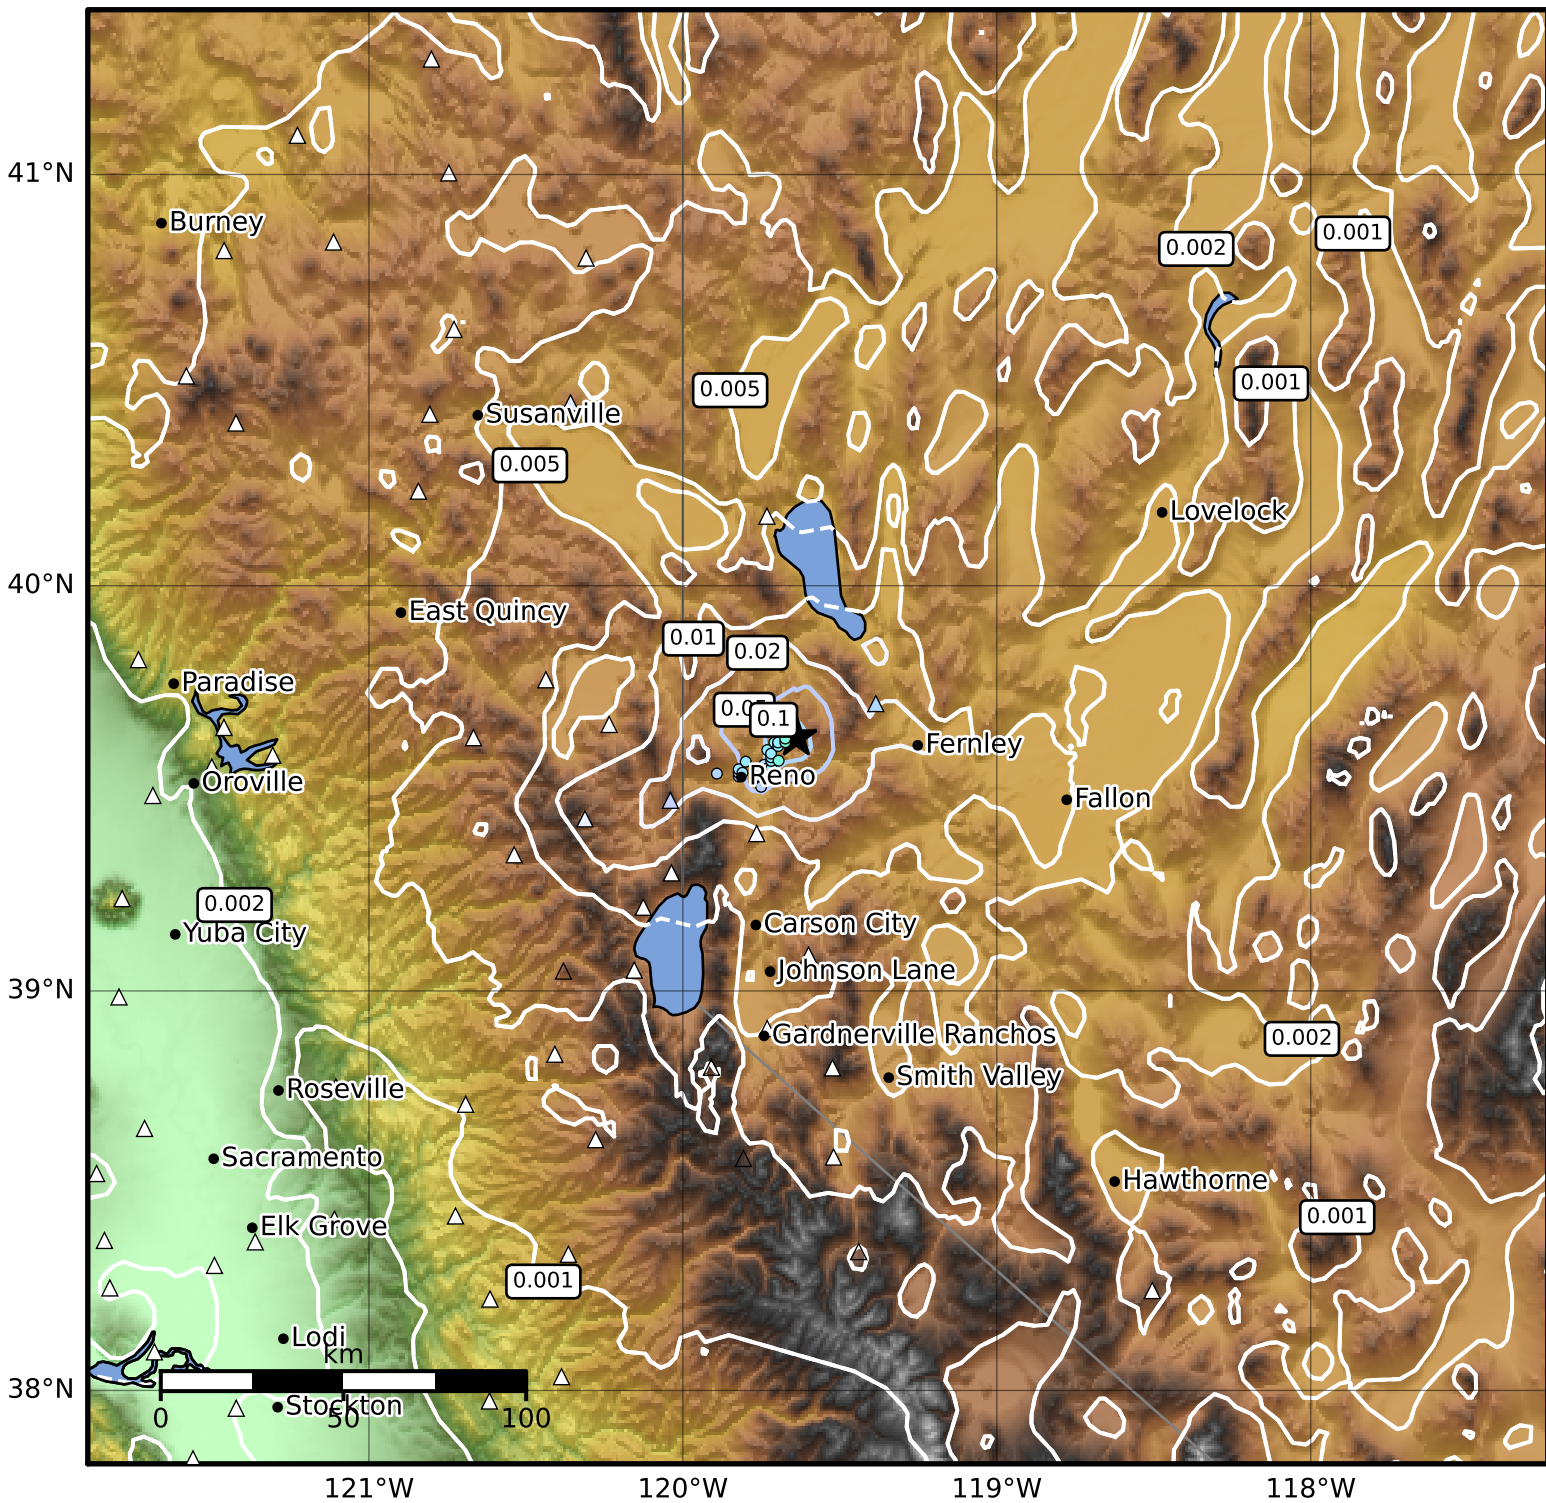 41°N
Burney
0.002
0.001
0.005
0.001
Susanville
0.005
Lovelock
40°N
East Quincy
0.01
0.02
Paradise
0.1
Fernley
Reno
Oroville
Fallon
0.002
Carson City
Yuba City
Johnson Lane
39°N
Gardnerville Ranchos
0.002
Smith Valley
Roseville
Sacramento
Hawthorne
0.001
Elk Grove
0.001
Lodi
km
38°N
Stockton
0 50 100
121°W 120°W 119°W 118°W